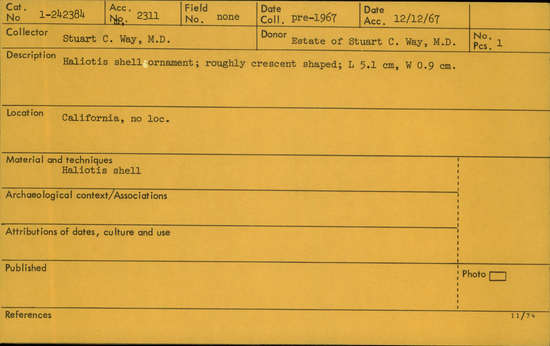 Cat. No 1-242384 Acc. No. 2311 Field No. none Date Coll. pre-1967 Date Acc. 12/12/67
Collector Stuart C. Way, M.D. Donor Estate of Stuart C. Way, M.D. No. Pcs. 1
Description Haliotis shell ornament; roughly crescent shaped; L 5.1 cm, W 0.9 cm.
Location California, no loc.
Material and techniques
Haliotis shell
Archaeological context/Associations
Attributions of dates, culture and use
Published
Photo
References 11/74